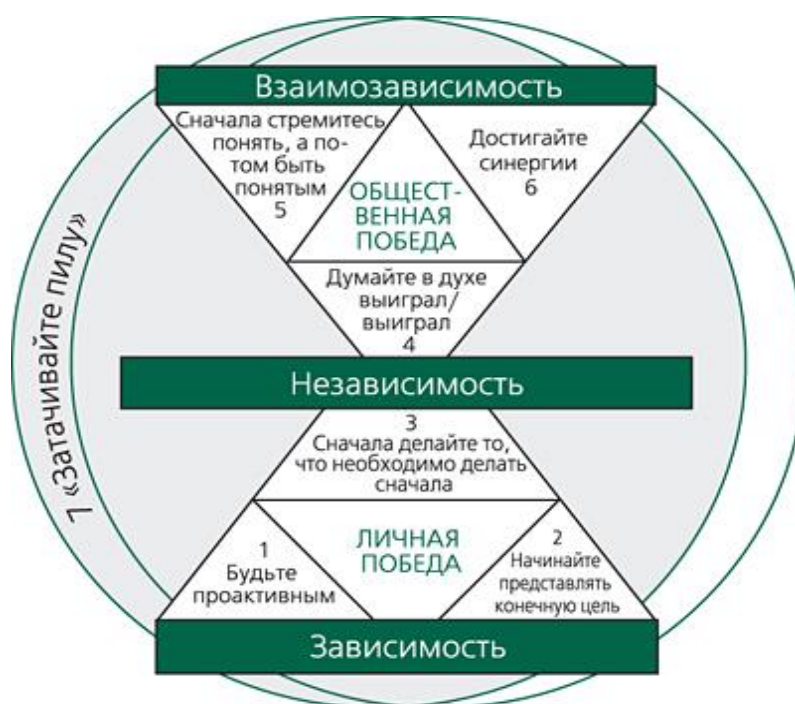 Взаимозависимость
Сначала стремитесь
понять, а по-
том быть
понятым
5
ОБЩЕСТ-
ВЕННАЯ
ПОБЕДА
Достигайте
синергии
6
Думайте в духе
выиграл/
выиграл
4
7 «Затачивайте пилу»
Независимость
3
Сначала делайте то,
что необходимо делать
сначала
1
Будьте
проактивным
ЛИЧНАЯ
ПОБЕДА
2
Начинайте
представлять
конечную цель
Зависимость